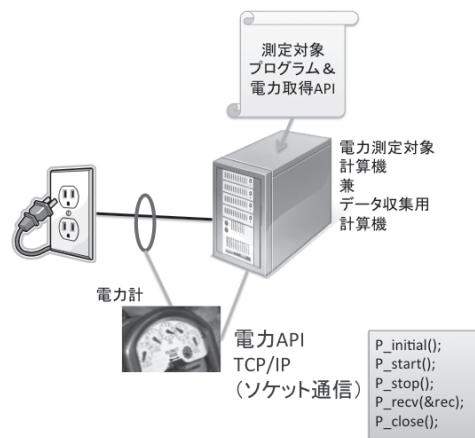 測定対象
プログラム＆
電力取得API
電力測定対象
計算機
兼
データ収集用
計算機
電力計
電力API
TCP/IP
（ソケット通信）
P_initial();
P_start();
P_stop();
P_recv(&rec);
P_close();